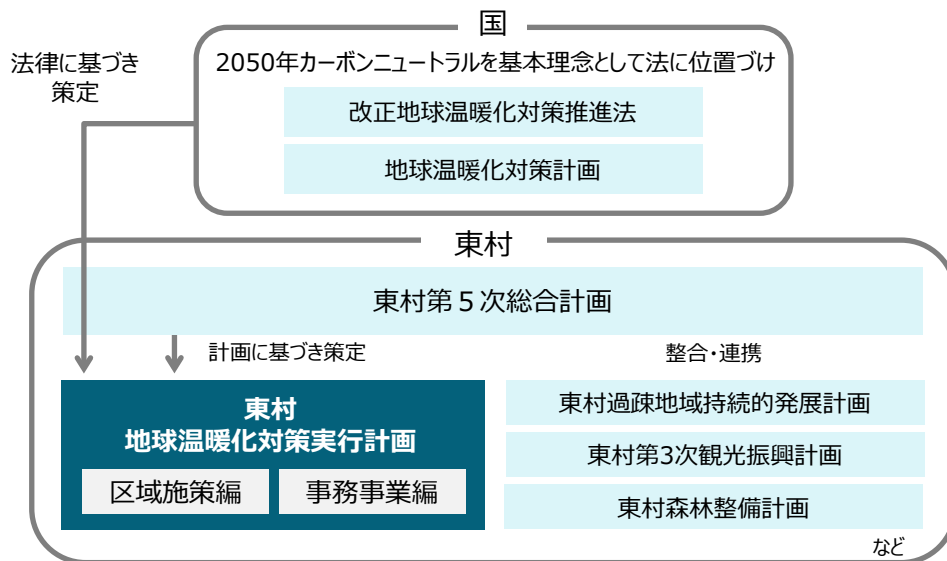 国
法律に基づき
策定
2050年カーボンニュートラルを基本理念として法に位置づけ
改正地球温暖化対策推進法
地球温暖化対策計画
東村
東村第５次総合計画
計画に基づき策定
整合・連携
東村
地球温暖化対策実行計画
区域施策編
事務事業編
東村過疎地域持続的発展計画
東村第3次観光振興計画
東村森林整備計画
など